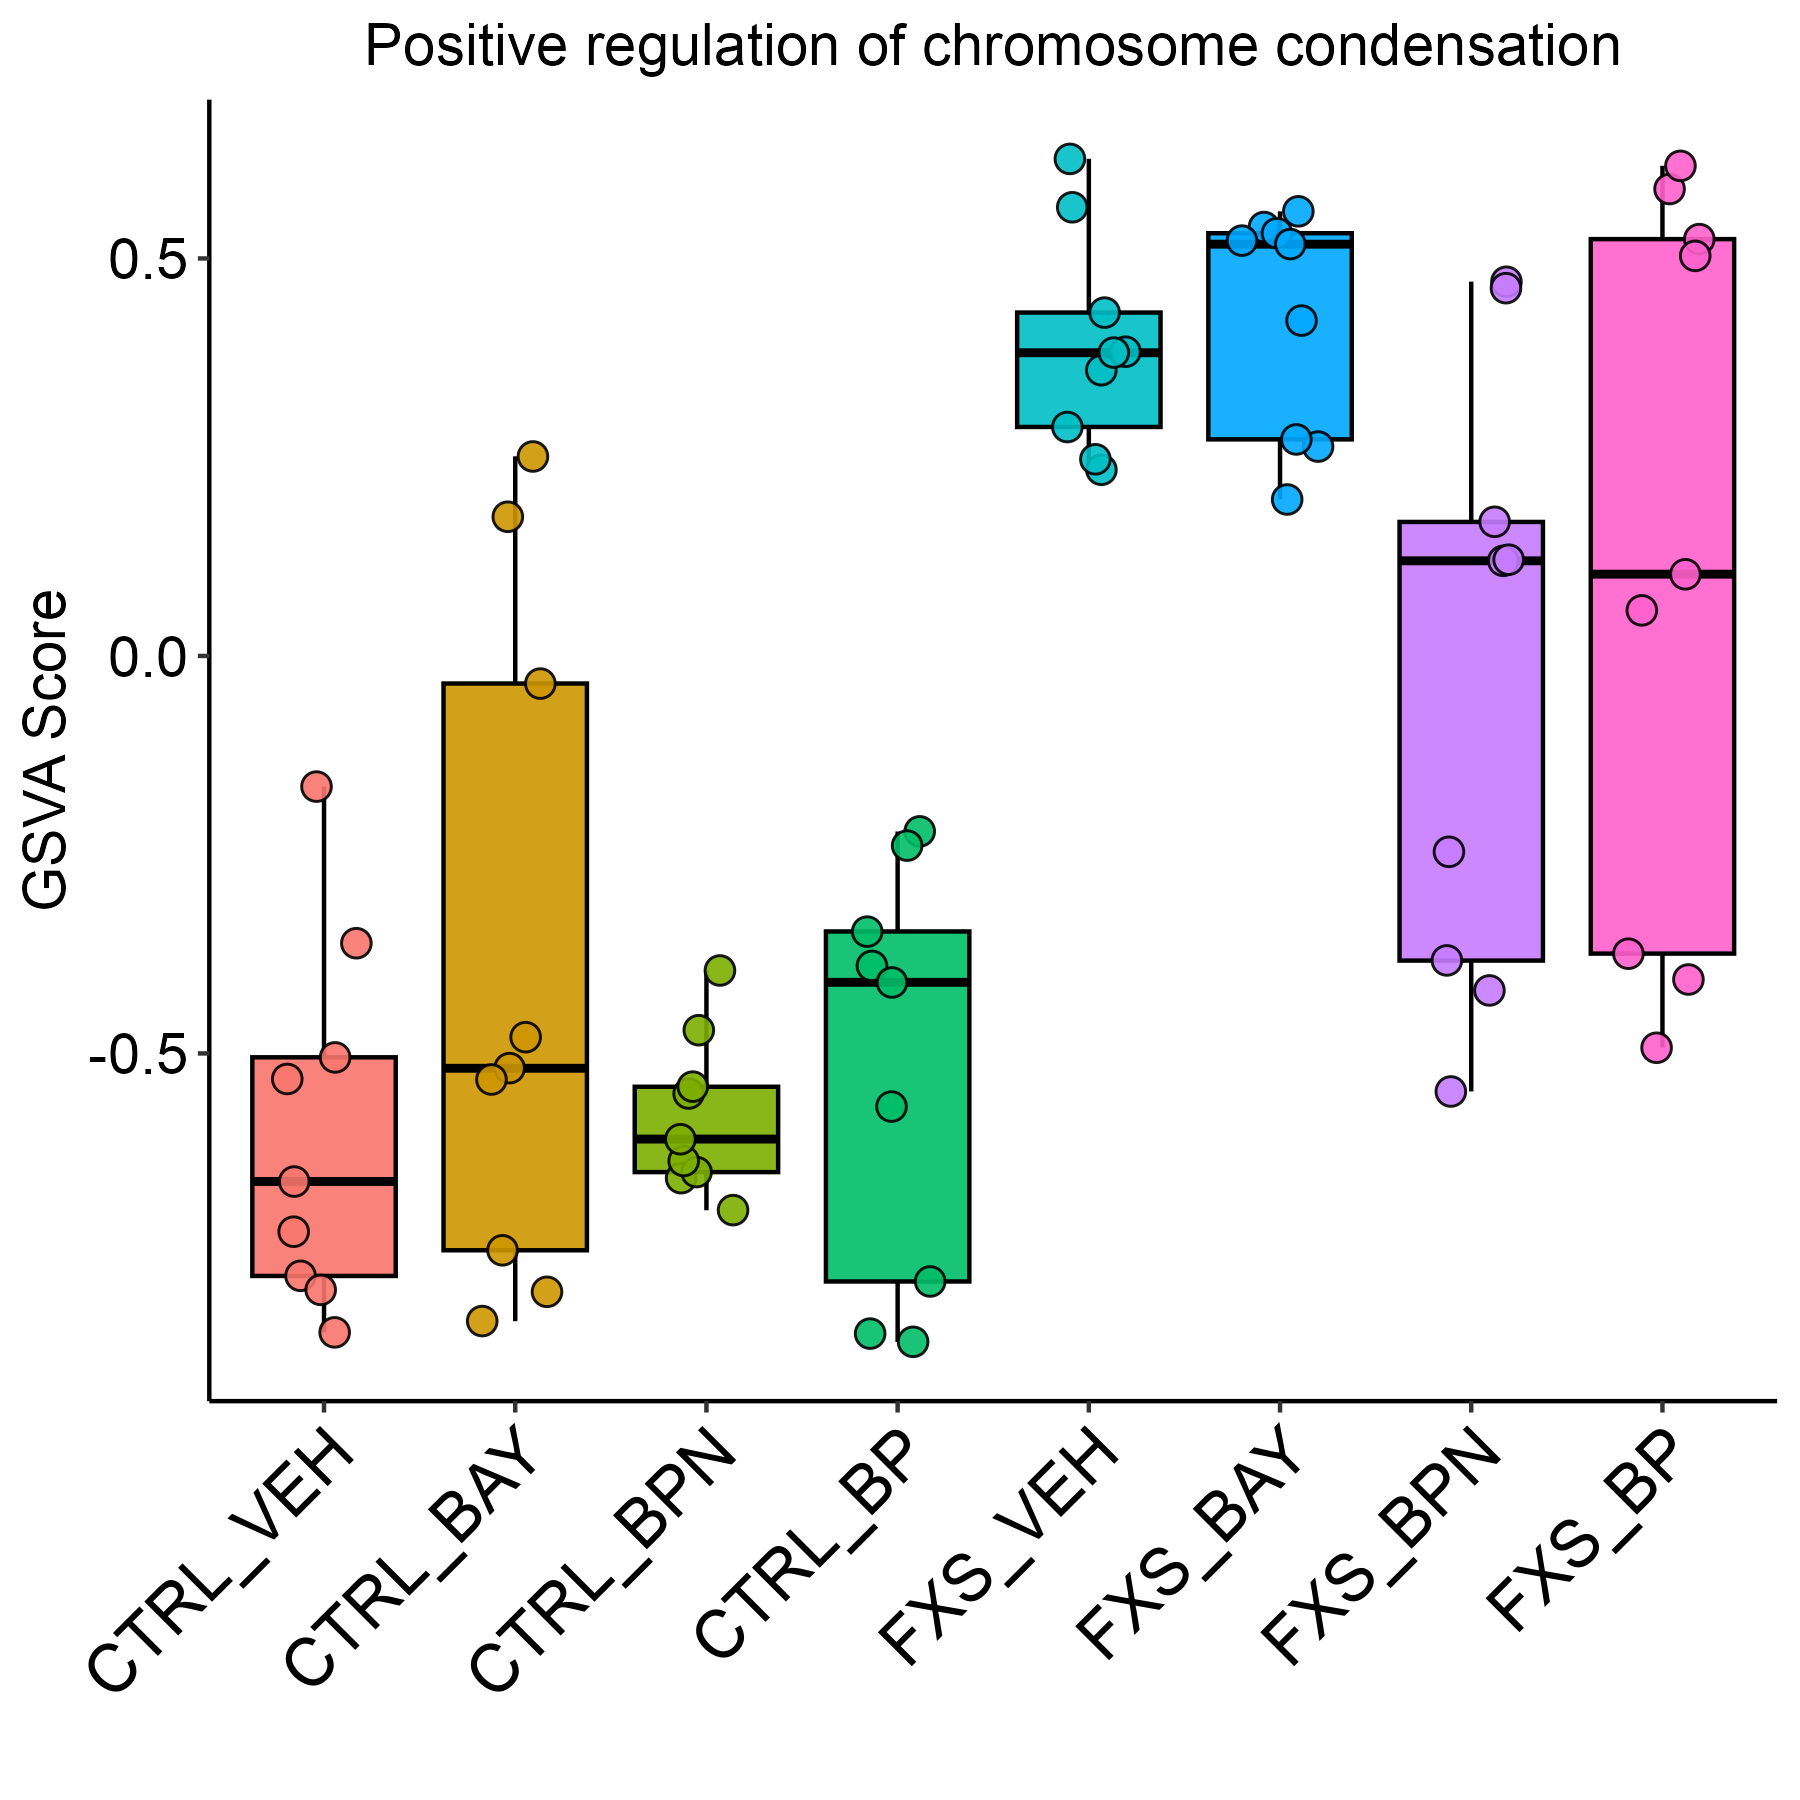 Positive regulation of chromosome condensation
GSVA Score
0.5
0.0
-0.5
CTRL_VEH
CTRL_BAY
CTRL_BPN
CTRL_BP
FXS_VEH
FXS_BAY
FXS_BPN
FXS_BP